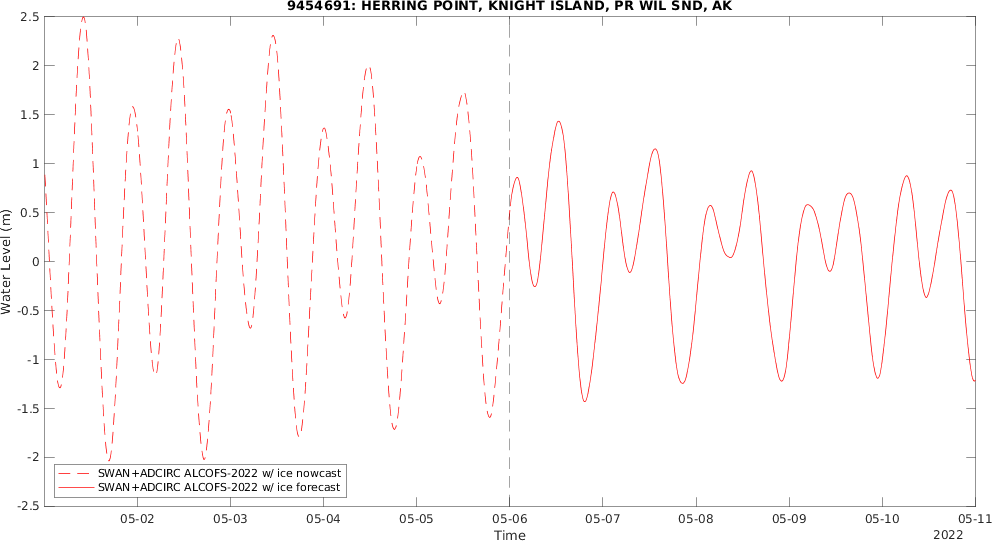 9454691: HERRING POINT, KNIGHT ISLAND, PR WIL SND, AK
Water Level (m)
2.5
2
1.5
1
0.5
0
-0.5
-1
-1.5
-2
-2.5
SWAN+ADCIRC ALCOFS-2022 w/ ice nowcast
SWAN+ADCIRC ALCOFS-2022 w/ ice forecast
05-02 05-03 05-04 05-05 05-06 05-07 05-08 05-09 05-10 05-11
2022
Time